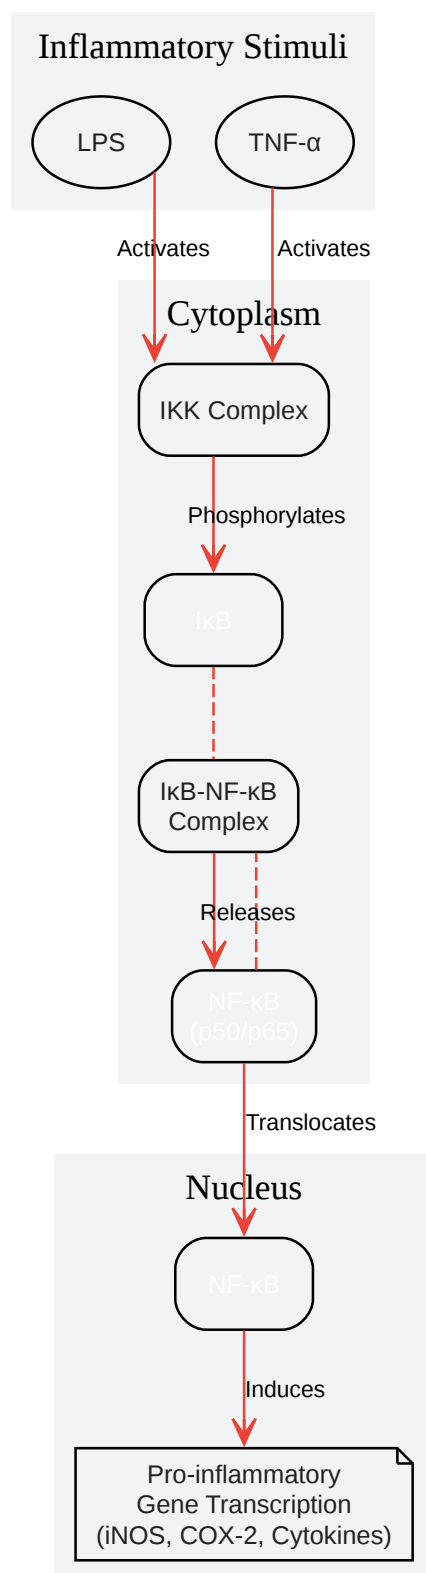 Inflammatory Stimuli
LPS
TNF-α
Activates
Activates
Cytoplasm
IKK Complex
Phosphorylates
IκB
IκB-NF-κB
Complex
Releases
NF-κB
(p50/p65)
Translocates
Nucleus
NF-κB
Induces
Pro-inflammatory
Gene Transcription
(iNOS, COX-2, Cytokines)